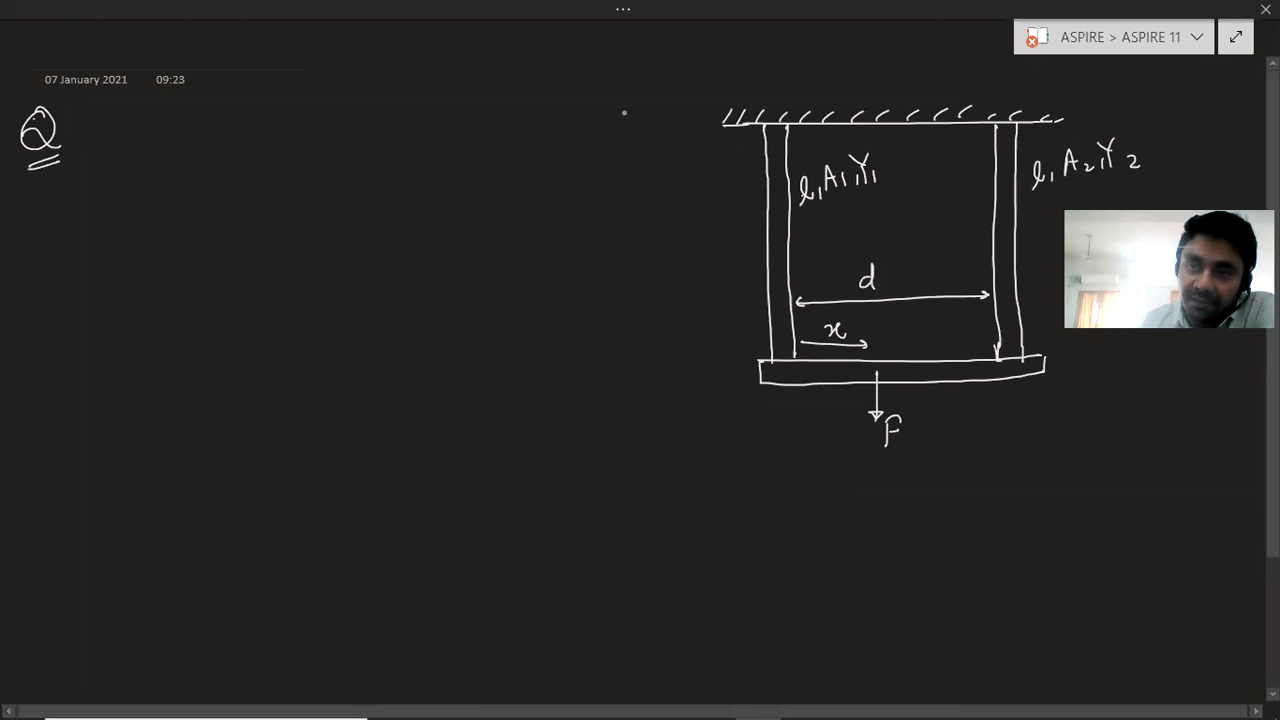 ...
ASPIRE > ASPIRE 11
07 January 2021 09:23
Q
l, A1, Y1
l, A2, Y2
d
x
F